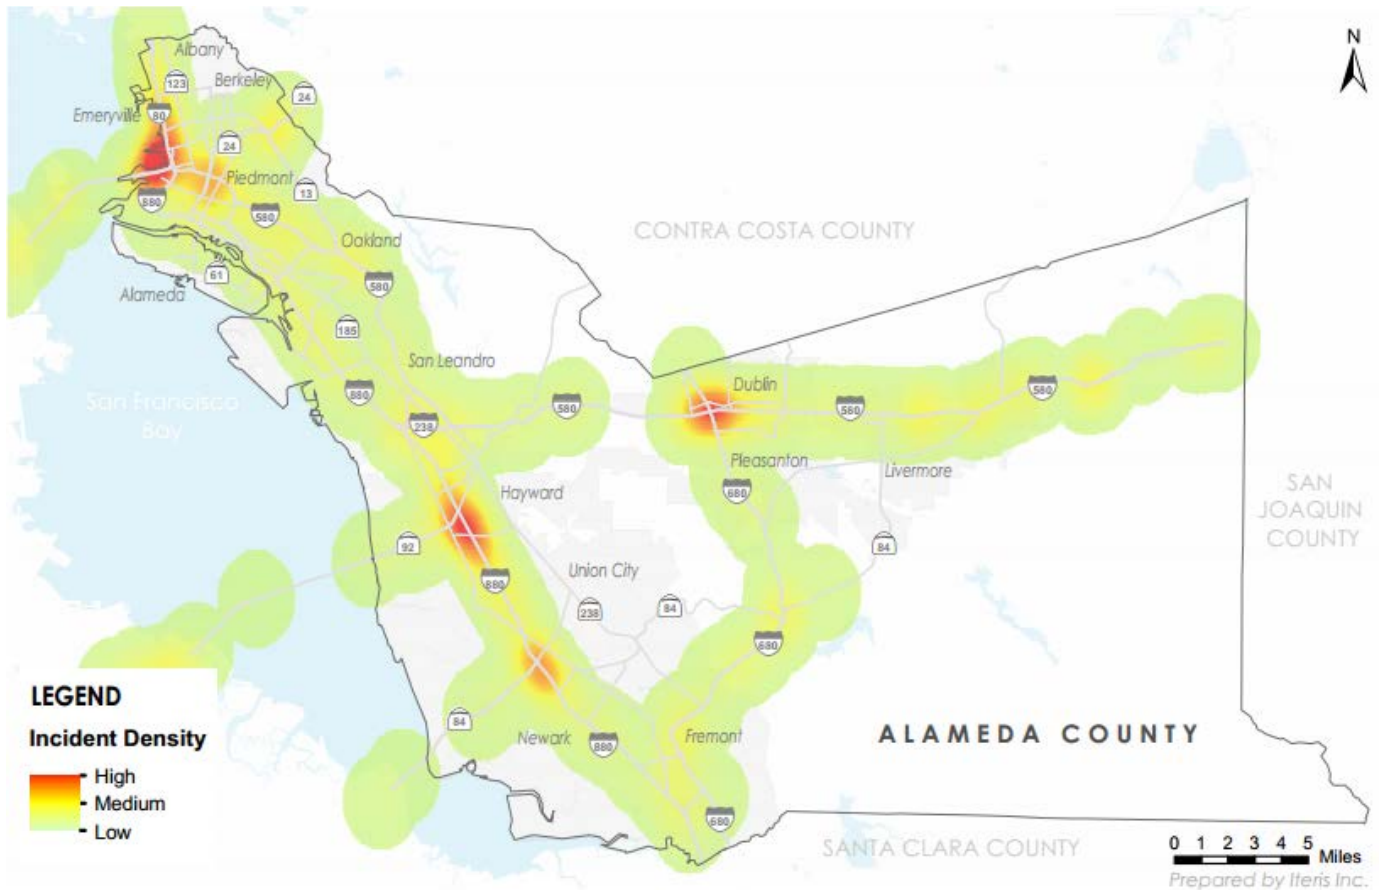 N
Albany
123
Berkeley
24
Emeryville
80
24
Piedmont
13
880
580
Oakland
CONTRA COSTA COUNTY
61
580
Alameda
185
San Leandro
Dublin
880
580
580
580
San Francisco
Bay
238
Pleasanton
Livermore
Hayward
680
SAN
JOAQUIN
COUNTY
92
84
880
Union City
238
84
680
LEGEND
Incident Density
High
Medium
Low
84
Newark
880
Fremont
ALAMEDA COUNTY
680
SANTA CLARA COUNTY
0 1 2 3 4 5
Miles
Prepared by Iteris Inc.